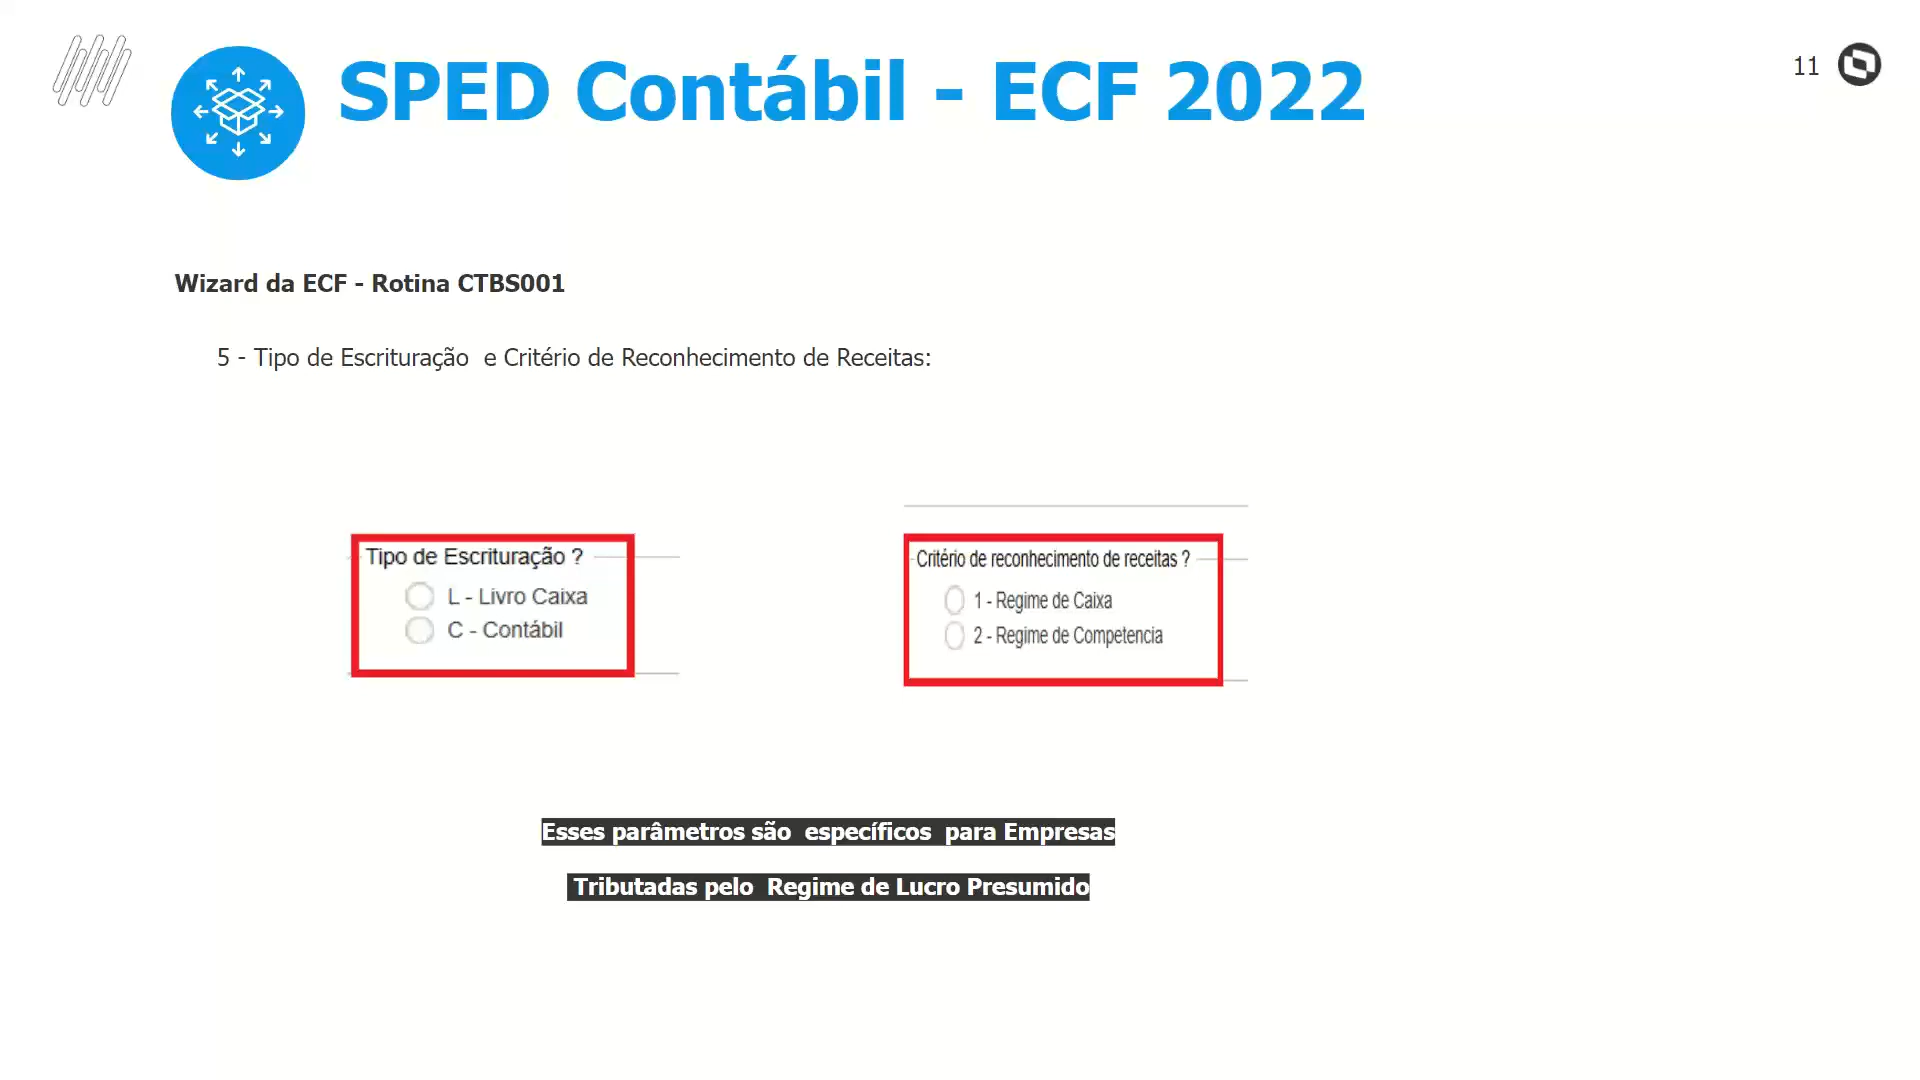 SPED Contábil - ECF 2022
11
Wizard da ECF - Rotina CTBS001
5 - Tipo de Escrituração e Critério de Reconhecimento de Receitas:
Tipo de Escrituração ?
L - Livro Caixa
C - Contábil
Critério de reconhecimento de receitas ?
1 - Regime de Caixa
2 - Regime de Competencia
Esses parâmetros são específicos para Empresas
Tributadas pelo Regime de Lucro Presumido